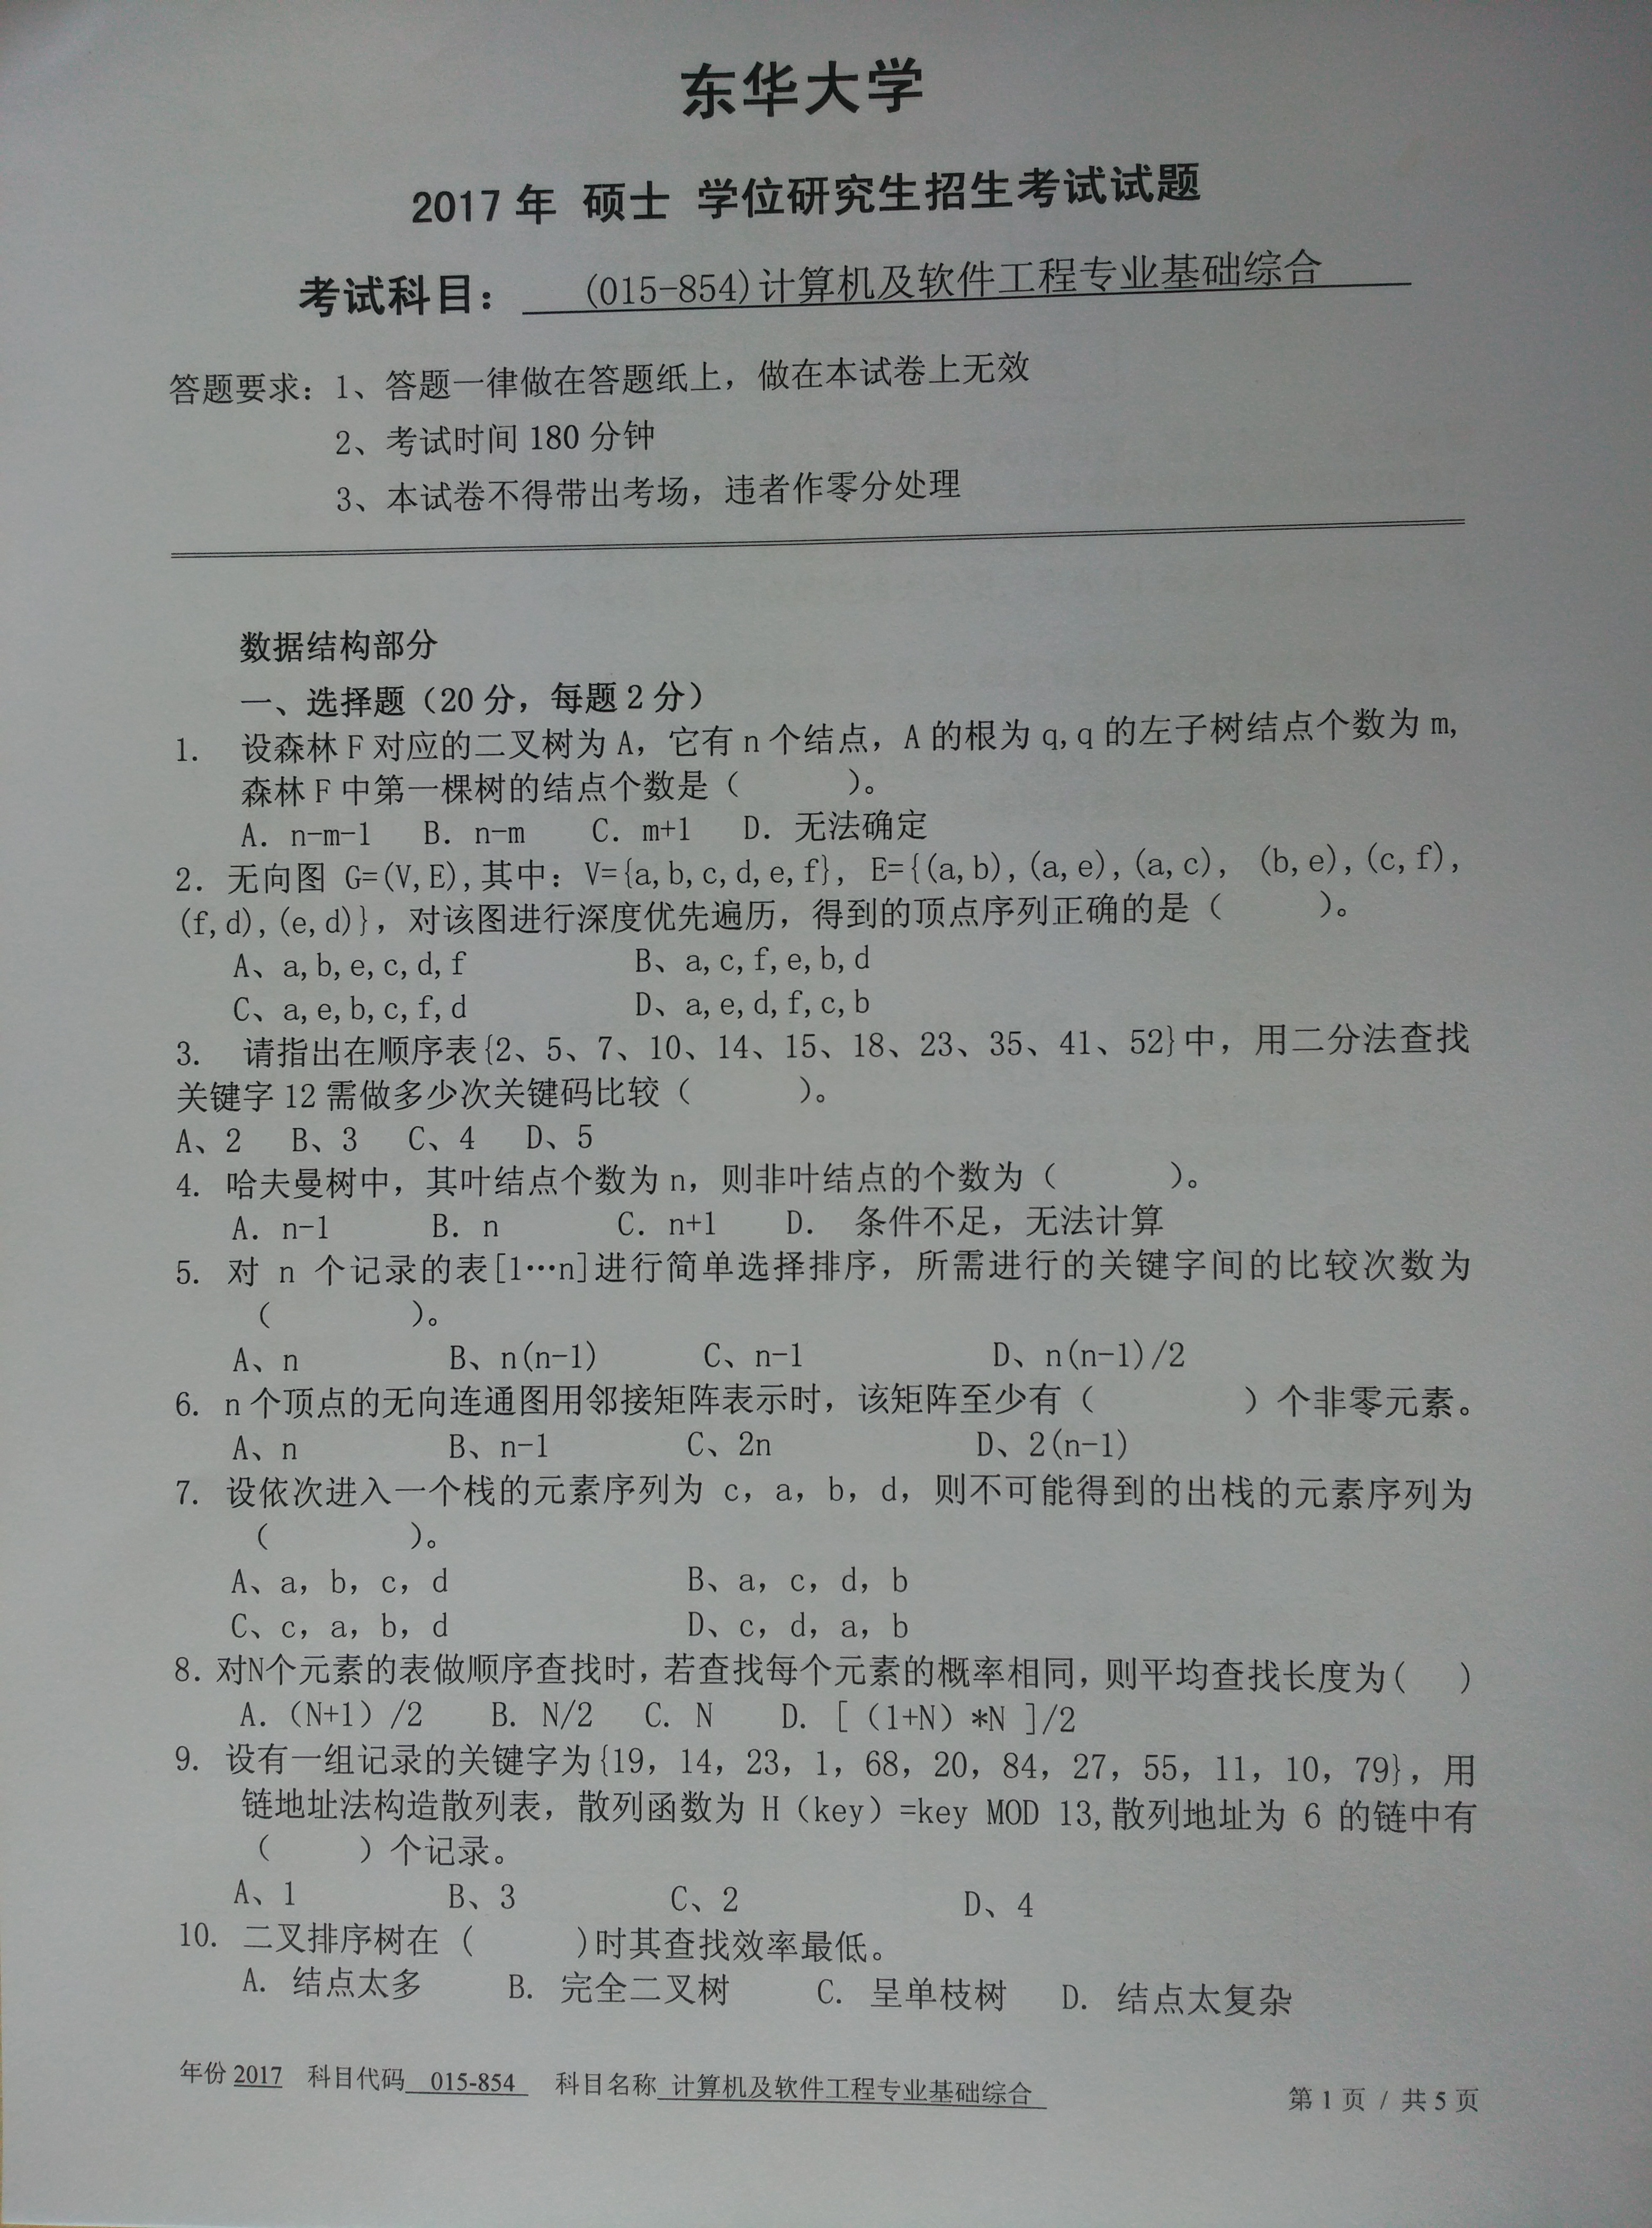 东华大学
2017年 硕士 学位研究生招生考试试题
考试科目： (015-854)计算机及软件工程专业基础综合
答题要求：1、答题一律做在答题纸上，做在本试卷上无效
2、考试时间 180 分钟
3、本试卷不得带出考场，违者作零分处理
数据结构部分
一、选择题（20分，每题2分）
1. 设森林F对应的二叉树为A，它有n个结点，A的根为q,q的左子树结点个数为m,
森林F中第一棵树的结点个数是（ ）。
A. n-m-1 B. n-m C. m+1 D. 无法确定
2. 无向图 G=(V,E),其中：V={a,b,c,d,e,f}, E={(a,b),(a,e),(a,c), (b,e),(c,f),
(f,d),(e,d)}，对该图进行深度优先遍历，得到的顶点序列正确的是（ ）。
A、a,b,e,c,d,f B、a,c,f,e,b,d
C、a,e,b,c,f,d D、a,e,d,f,c,b
3. 请指出在顺序表{2、5、7、10、14、15、18、23、35、41、52}中，用二分法查找
关键字12需做多少次关键码比较（ ）。
A、2 B、3 C、4 D、5
4. 哈夫曼树中，其叶结点个数为n，则非叶结点的个数为（ ）。
A. n-1 B. n C. n+1 D. 条件不足，无法计算
5. 对 n 个记录的表[1…n]进行简单选择排序，所需进行的关键字间的比较次数为
（ ）。
A、n B、n(n-1) C、n-1 D、n(n-1)/2
6. n个顶点的无向连通图用邻接矩阵表示时，该矩阵至少有（ ）个非零元素。
A、n B、n-1 C、2n D、2(n-1)
7. 设依次进入一个栈的元素序列为 c，a，b，d，则不可能得到的出栈的元素序列为
（ ）。
A、a，b，c，d B、a，c，d，b
C、c，a，b，d D、c，d，a，b
8. 对N个元素的表做顺序查找时，若查找每个元素的概率相同，则平均查找长度为( )
A.（N+1）/2 B. N/2 C. N D. [（1+N）*N ]/2
9. 设有一组记录的关键字为{19，14，23，1，68，20，84，27，55，11，10，79}，用
链地址法构造散列表，散列函数为 H（key）=key MOD 13,散列地址为 6 的链中有
（ ）个记录。
A、1 B、3 C、2 D、4
10. 二叉排序树在 ( )时其查找效率最低。
A. 结点太多 B. 完全二叉树 C. 呈单枝树 D. 结点太复杂
年份 2017 科目代码 015-854 科目名称 计算机及软件工程专业基础综合 第 1 页 / 共 5 页